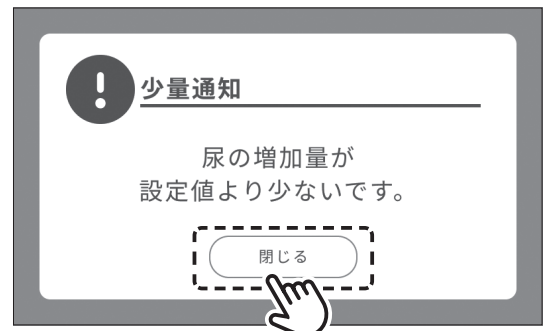 少量通知
尿の増加量が
設定値より少ないです。
閉じる